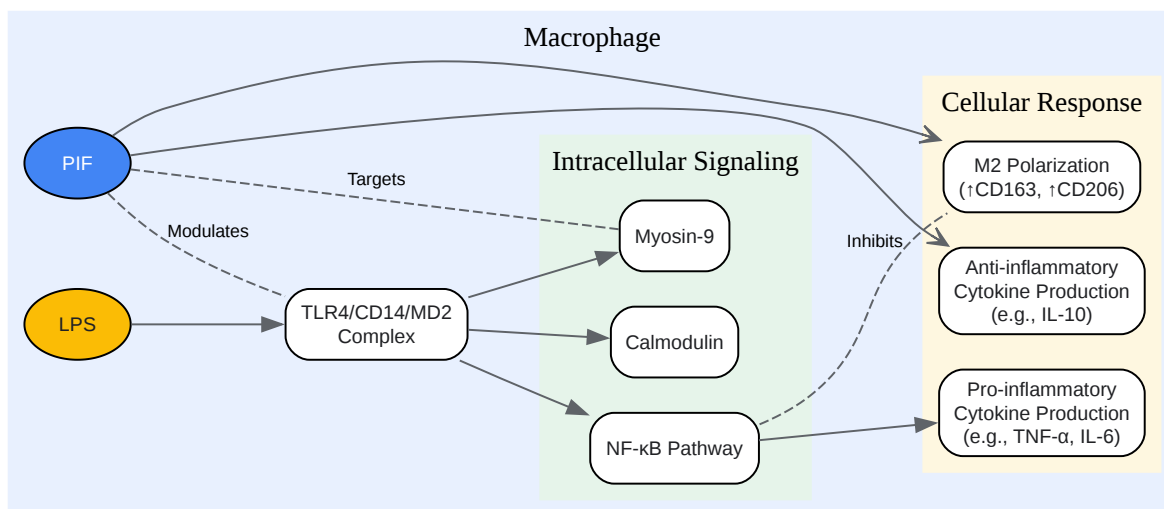 Macrophage
Cellular Response
Intracellular Signaling
PIF
Targets
Modulates
M2 Polarization
(↑CD163, ↑CD206)
Myosin-9
Inhibits
Anti-inflammatory
Cytokine Production
(e.g., IL-10)
LPS
TLR4/CD14/MD2
Complex
Calmodulin
Pro-inflammatory
Cytokine Production
(e.g., TNF-α, IL-6)
NF-κB Pathway